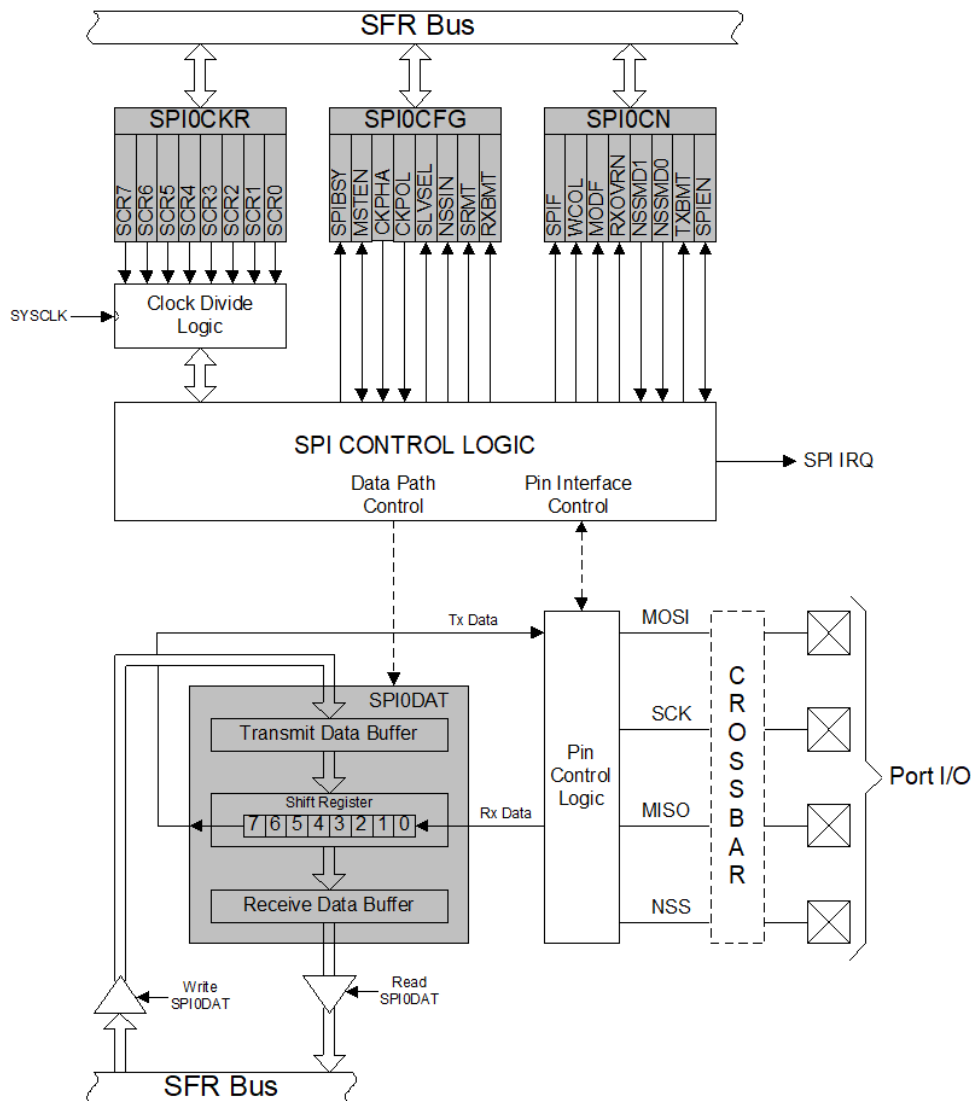 SFR Bus
SPI0CKR
SCR7
SCR6
SCR5
SCR4
SCR3
SCR2
SCR1
SCR0
SPI0CFG
SPIBSY
MSTEN
CKPHA
CKPOL
SLVSEL
NSSIN
SRMT
RXBMT
SPI0CN
SPIF
WCOL
MODF
RXOVRN
NSSMD1
NSSMD0
TXBMT
SPIEN
SYSCLK
Clock Divide
Logic
SPI CONTROL LOGIC
Data Path
Control
Pin Interface
Control
SPI IRQ
Tx Data
SPI0DAT
Transmit Data Buffer
Shift Register
7 6 5 4 3 2 1 0
Rx Data
Receive Data Buffer
Pin
Control
Logic
MOSI
SCK
MISO
NSS
CROSSBAR
Port I/O
Write
SPI0DAT
Read
SPI0DAT
SFR Bus